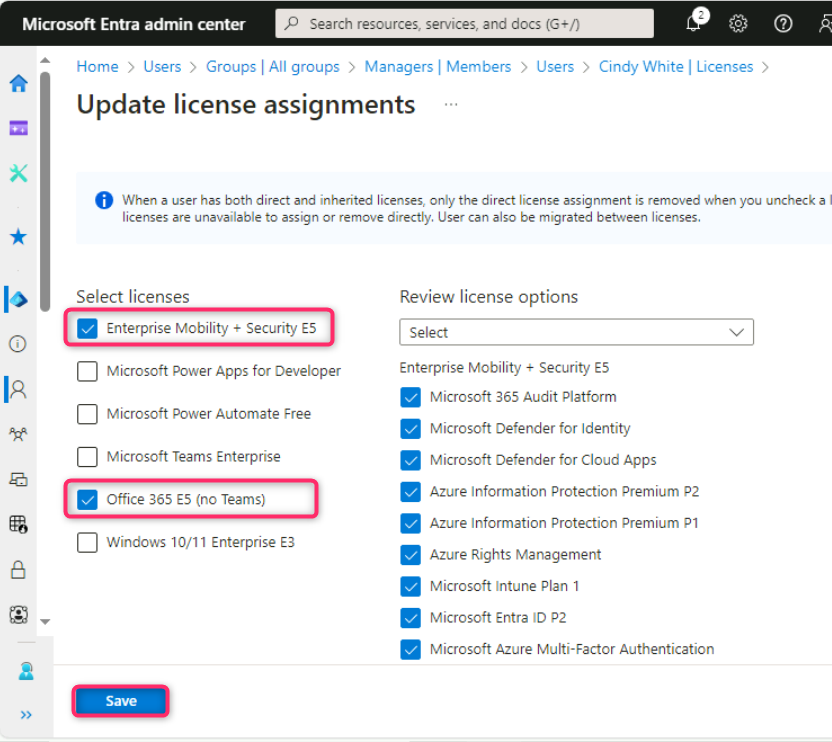 Microsoft Entra admin center
Search resources, services, and docs (G+/)
2
Home > Users > Groups | All groups > Managers | Members > Users > Cindy White | Licenses >
Update license assignments ...
When a user has both direct and inherited licenses, only the direct license assignment is removed when you uncheck a
licenses are unavailable to assign or remove directly. User can also be migrated between licenses.
Select licenses
Enterprise Mobility + Security E5
Microsoft Power Apps for Developer
Microsoft Power Automate Free
Microsoft Teams Enterprise
Office 365 E5 (no Teams)
Windows 10/11 Enterprise E3
Review license options
Select
Enterprise Mobility + Security E5
Microsoft 365 Audit Platform
Microsoft Defender for Identity
Microsoft Defender for Cloud Apps
Azure Information Protection Premium P2
Azure Information Protection Premium P1
Azure Rights Management
Microsoft Intune Plan 1
Microsoft Entra ID P2
Microsoft Azure Multi-Factor Authentication
Save